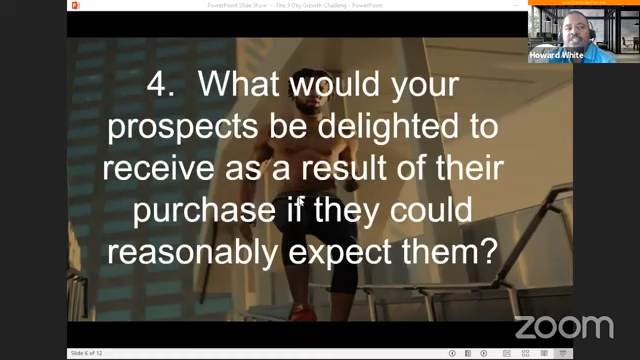 PowerPoint Slide Show - The 3 Day Growth Challeng - PowerPoint
Howard White
4. What would your
prospects be delighted to
receive as a result of their
purchase if they could
reasonably expect them?
zoom
Slide 6 of 12